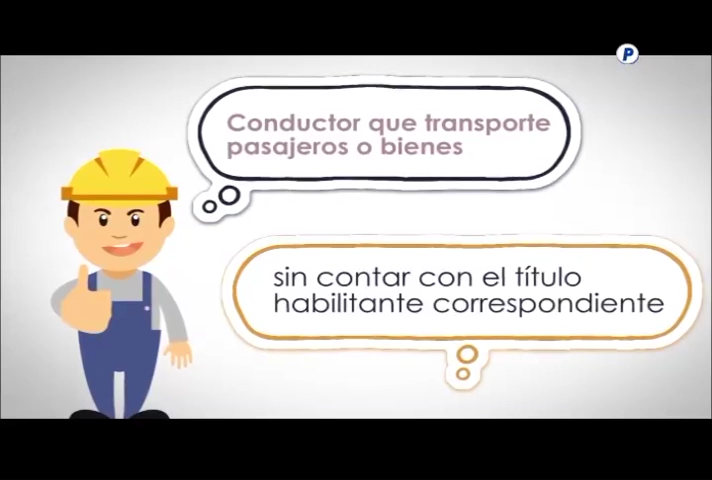 P
Conductor que transporte
pasajeros o bienes
sin contar con el título
habilitante correspondiente